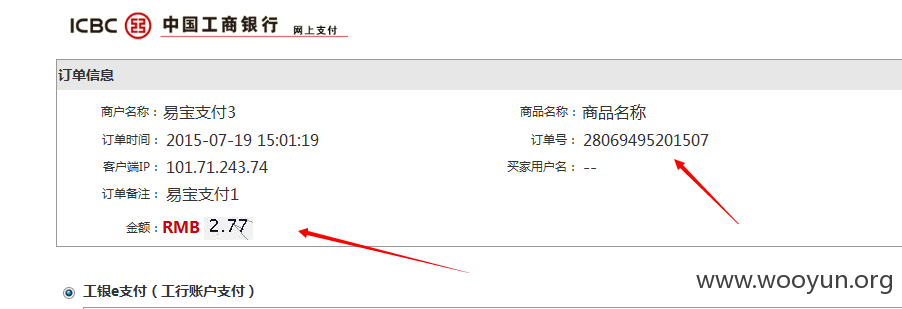 ICBC 中国工商银行 网上支付
订单信息
商户名称： 易宝支付3 商品名称： 商品名称
订单时间： 2015-07-19 15:01:19 订单号： 28069495201507
客户端IP： 101.71.243.74 买家用户名： --
订单备注： 易宝支付1
金额： RMB 2.77
工银e支付（工行账户支付）
www.wooyun.org